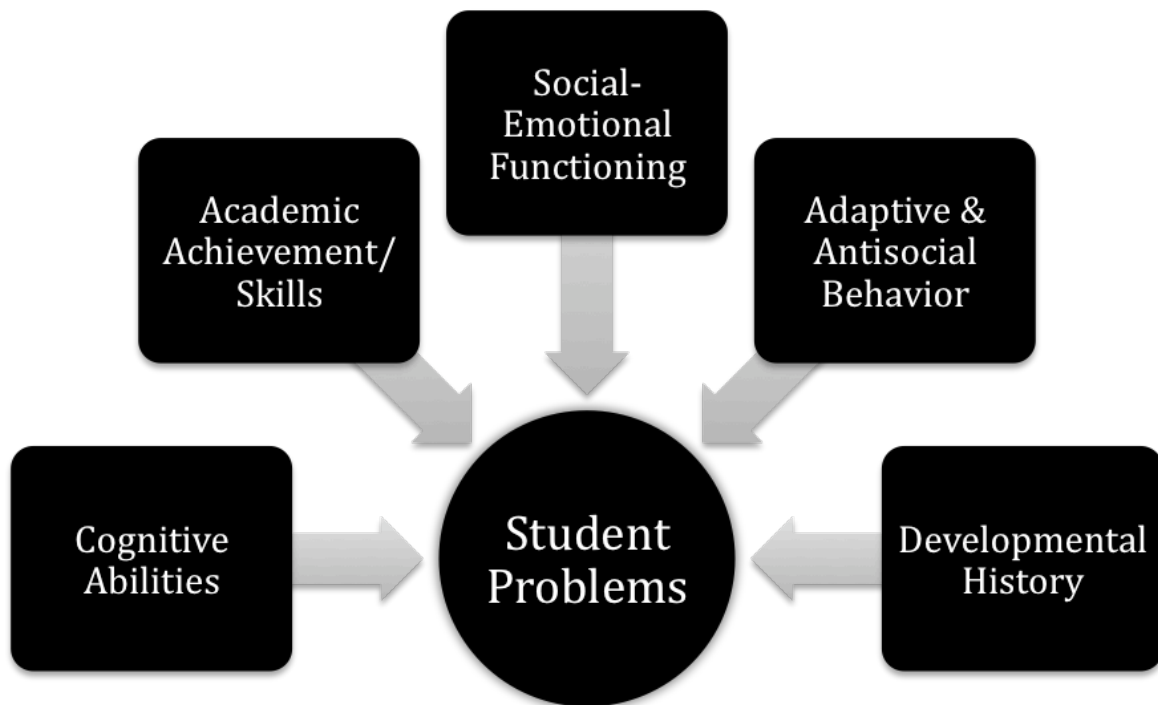 Social-
Emotional
Functioning
Academic
Achievement/
Skills
Adaptive &
Antisocial
Behavior
Cognitive
Abilities
Student
Problems
Developmental
History